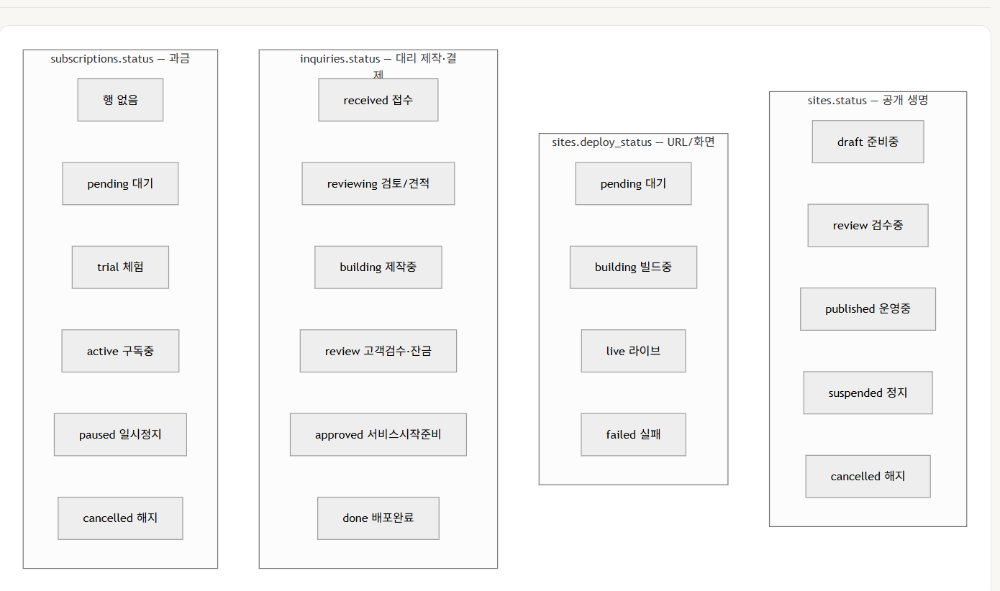 subscriptions.status — 과금
행 없음
pending 대기
trial 체험
active 구독중
paused 일시정지
cancelled 해지
inquiries.status — 대리 제작·결
제
received 접수
reviewing 검토/견적
building 제작중
review 고객검수·잔금
approved 서비스시작준비
done 배포완료
sites.deploy_status — URL/화면
pending 대기
building 빌드중
live 라이브
failed 실패
sites.status — 공개 생명
draft 준비중
review 검수중
published 운영중
suspended 정지
cancelled 해지